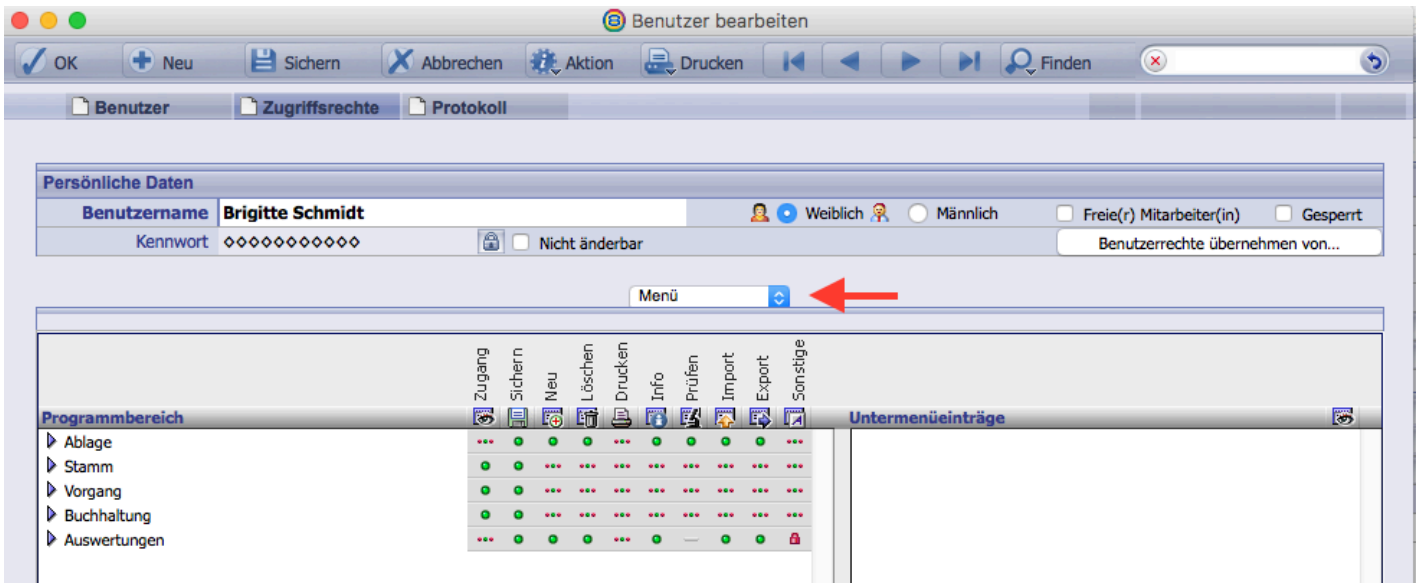 Benutzer bearbeiten
OK Neu Sichern Abbrechen Aktion Drucken Finden
Benutzer Zugriffsrechte Protokoll
Persönliche Daten
Benutzername Brigitte Schmidt Weiblich Männlich Freie(r) Mitarbeiter(in) Gesperrt
Kennwort ◊◊◊◊◊◊◊◊◊◊◊ Nicht änderbar Benutzerrechte übernehmen von...
Menü
Zugang Sichern Neu Löschen Drucken Info Prüfen Import Export Sonstige
Programmbereich Untermenüeinträge
Ablage
Stamm
Vorgang
Buchhaltung
Auswertungen